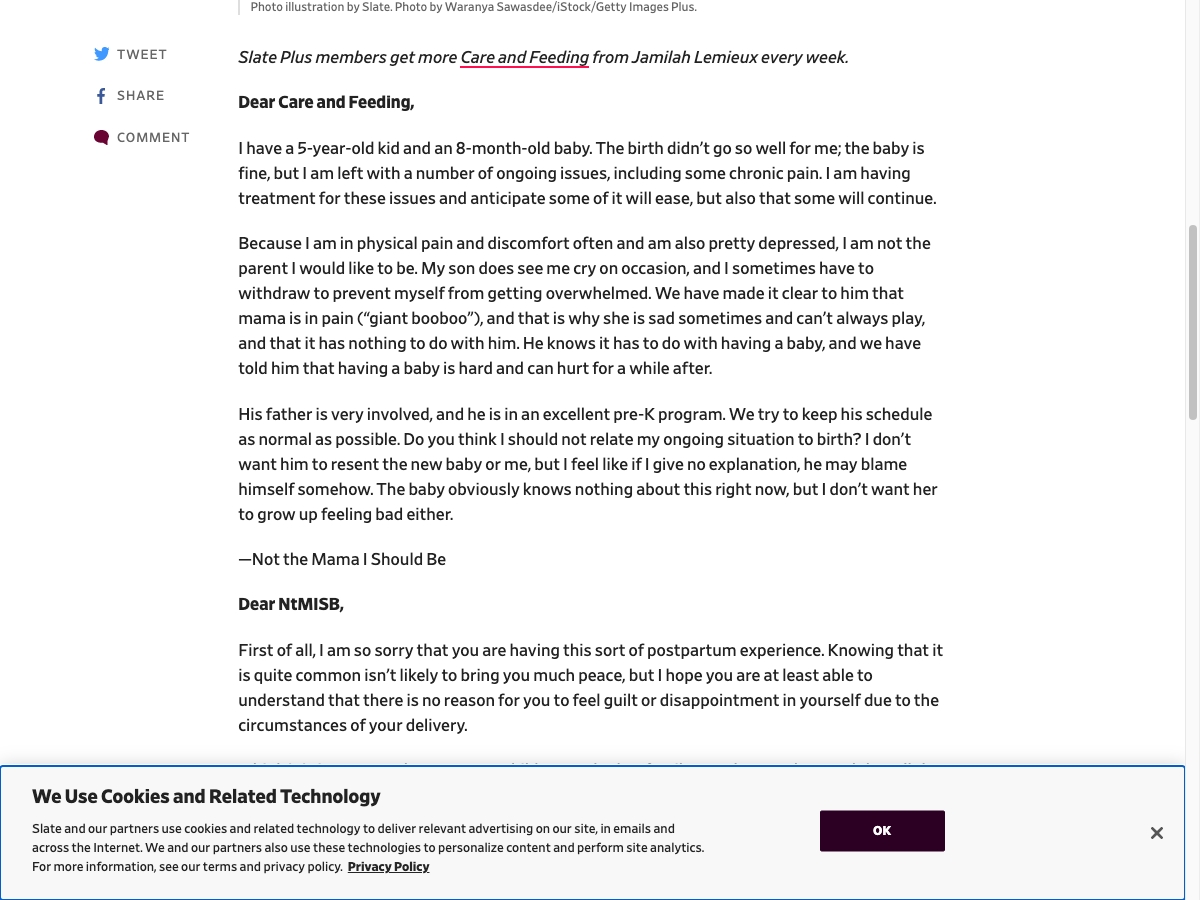 Photo illustration by Slate. Photo by Waranya Sawasdee/iStock/Getty Images Plus.
TWEET
SHARE
COMMENT
Slate Plus members get more Care and Feeding from Jamilah Lemieux every week.
Dear Care and Feeding,
I have a 5-year-old kid and an 8-month-old baby. The birth didn’t go so well for me; the baby is
fine, but I am left with a number of ongoing issues, including some chronic pain. I am having
treatment for these issues and anticipate some of it will ease, but also that some will continue.
Because I am in physical pain and discomfort often and am also pretty depressed, I am not the
parent I would like to be. My son does see me cry on occasion, and I sometimes have to
withdraw to prevent myself from getting overwhelmed. We have made it clear to him that
mama is in pain (“giant booboo”), and that is why she is sad sometimes and can’t always play,
and that it has nothing to do with him. He knows it has to do with having a baby, and we have
told him that having a baby is hard and can hurt for a while after.
His father is very involved, and he is in an excellent pre-K program. We try to keep his schedule
as normal as possible. Do you think I should not relate my ongoing situation to birth? I don’t
want him to resent the new baby or me, but I feel like if I give no explanation, he may blame
himself somehow. The baby obviously knows nothing about this right now, but I don’t want her
to grow up feeling bad either.
—Not the Mama I Should Be
Dear NtMISB,
First of all, I am so sorry that you are having this sort of postpartum experience. Knowing that it
is quite common isn’t likely to bring you much peace, but I hope you are at least able to
understand that there is no reason for you to feel guilt or disappointment in yourself due to the
circumstances of your delivery.
We Use Cookies and Related Technology
Slate and our partners use cookies and related technology to deliver relevant advertising on our site, in emails and
across the Internet. We and our partners also use these technologies to personalize content and perform site analytics.
For more information, see our terms and privacy policy. Privacy Policy
OK